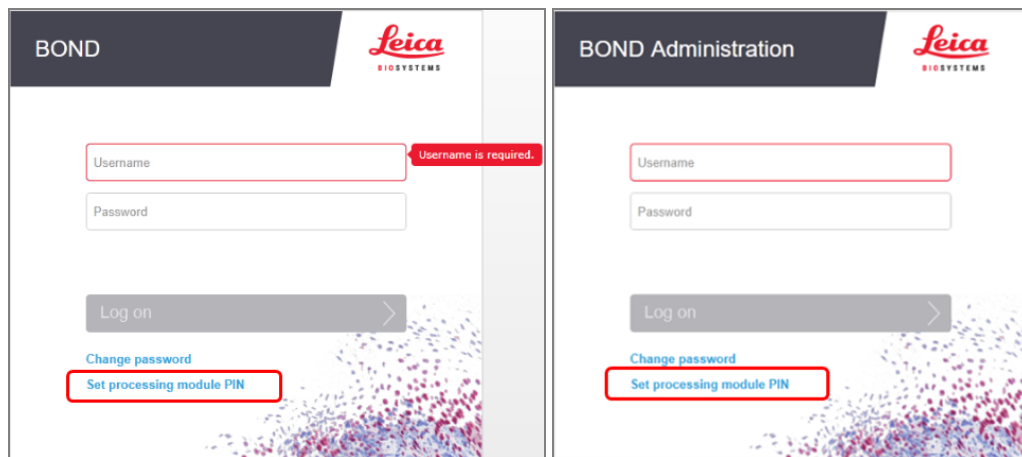 BOND
Leica
BIOSYSTEMS
Username
Username is required.
Password
Log on
Change password
Set processing module PIN
BOND Administration
Leica
BIOSYSTEMS
Username
Password
Log on
Change password
Set processing module PIN